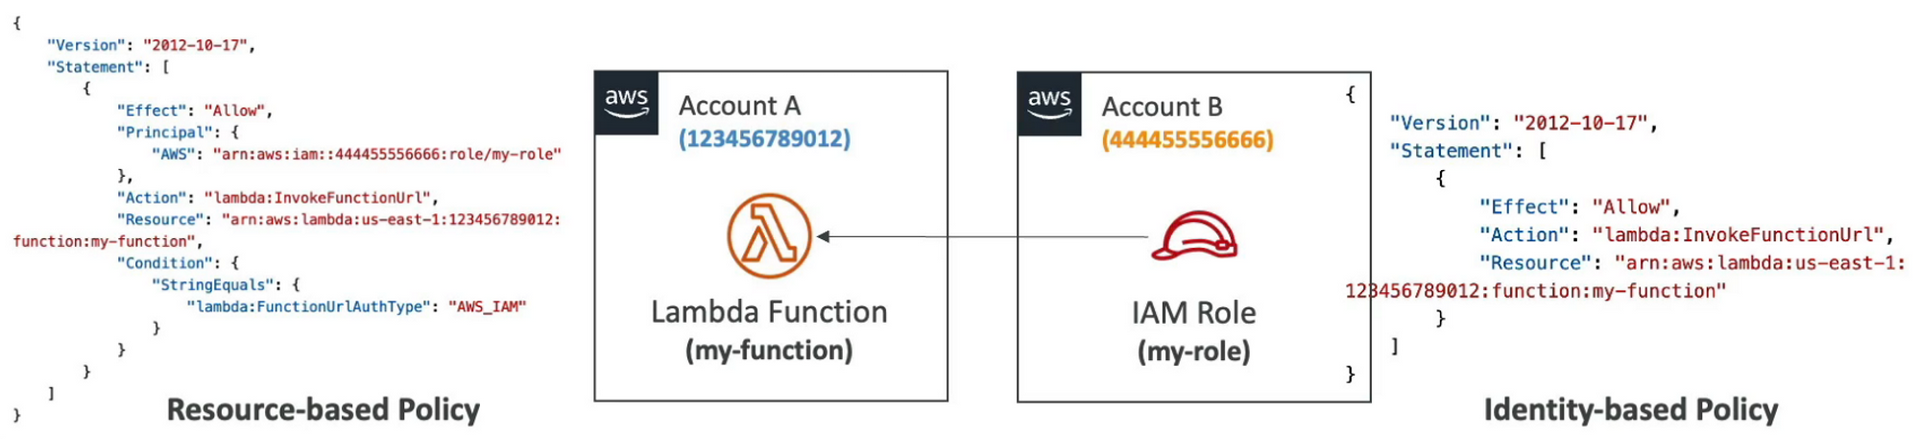 {
"Version": "2012-10-17",
"Statement": [
{
"Effect": "Allow",
"Principal": {
"AWS": "arn:aws:iam::444455556666:role/my-role"
},
"Action": "lambda:InvokeFunctionUrl",
"Resource": "arn:aws:lambda:us-east-1:123456789012:
function:my-function",
"Condition": {
"StringEquals": {
"lambda:FunctionUrlAuthType": "AWS_IAM"
}
}
}
]
}
Resource-based Policy
aws
Account A
(123456789012)
Lambda Function
(my-function)
aws
Account B
(444455556666)
IAM Role
(my-role)
{
"Version": "2012-10-17",
"Statement": [
{
"Effect": "Allow",
"Action": "lambda:InvokeFunctionUrl",
"Resource": "arn:aws:lambda:us-east-1:
123456789012:function:my-function"
}
]
}
Identity-based Policy